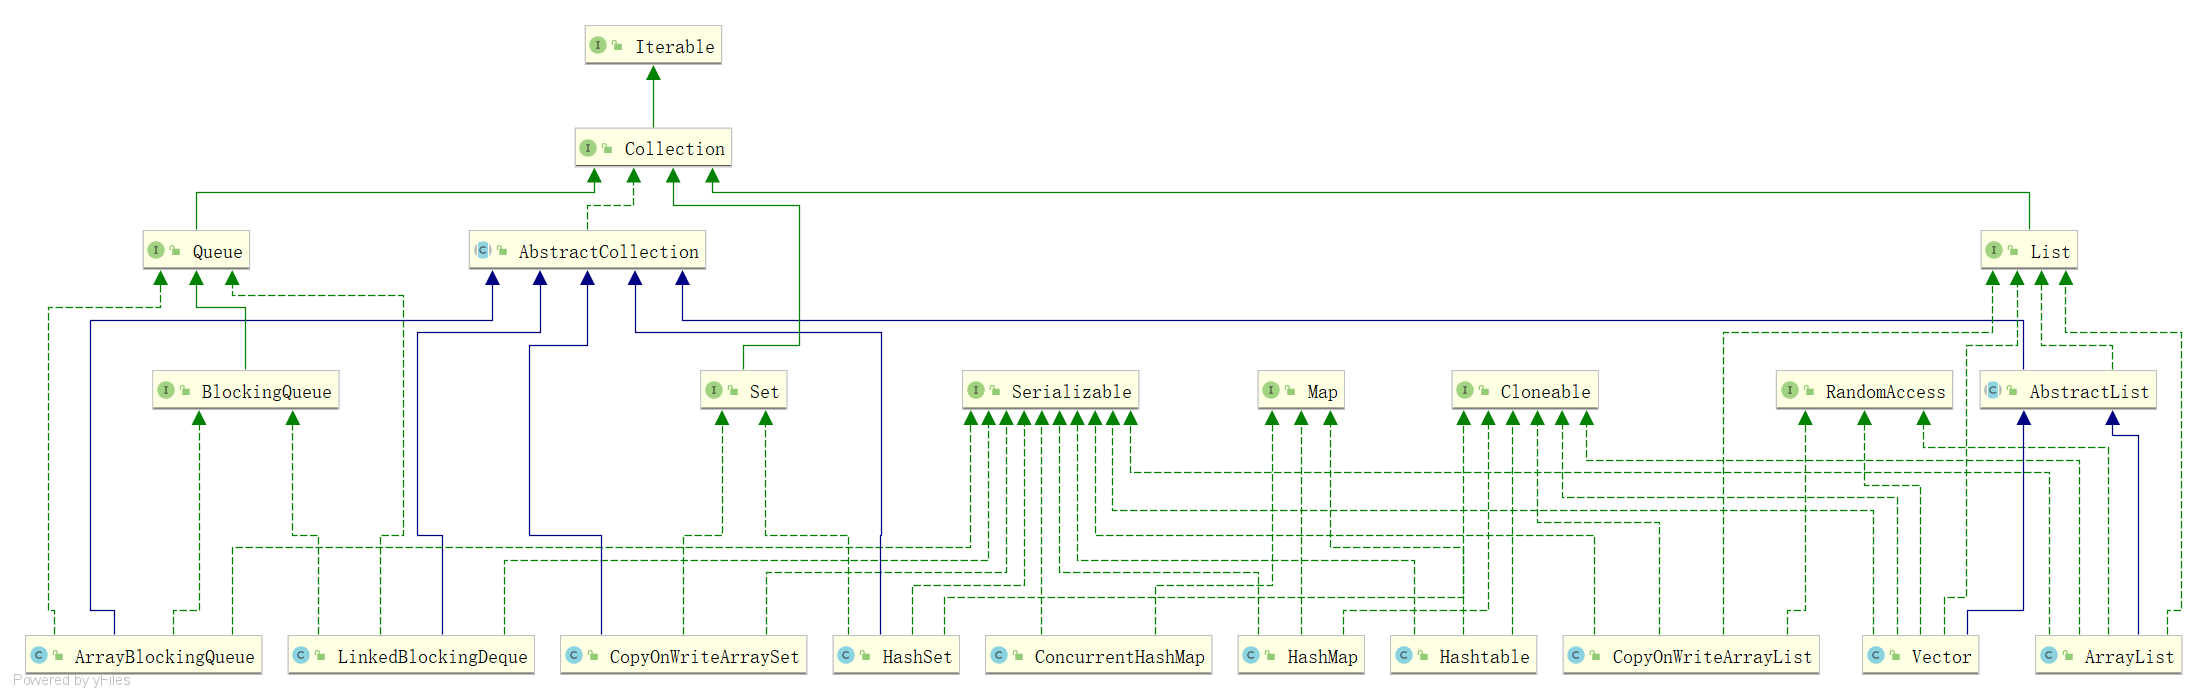 Iterable
Collection
Queue
AbstractCollection
List
BlockingQueue
Set
Serializable
Map
Cloneable
RandomAccess
AbstractList
ArrayBlockingQueue
LinkedBlockingDeque
CopyOnWriteArraySet
HashSet
ConcurrentHashMap
HashMap
Hashtable
CopyOnWriteArrayList
Vector
ArrayList
Powered by yFiles